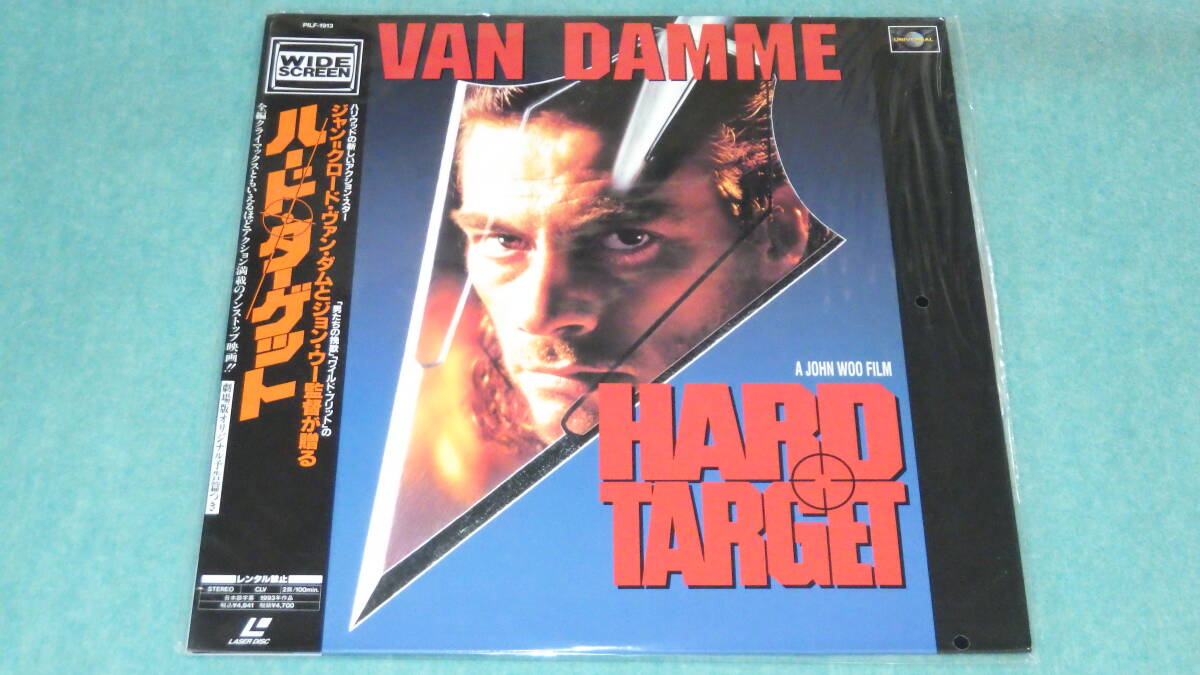 PILF-1913
WIDE
SCREEN
VAN DAMME
UNIVERSAL
ハリウッドの新しいアクション・スター
ジャン=クロード・ヴァン・ダムとジョン・ウー監督が贈る
「男たちの挽歌」「ワイルド・ブリット」の
ハード・ターゲット
全編クライマックスともいえるほどアクション満載のノンストップ映画!!
劇場版オリジナル予告篇つき
A JOHN WOO FILM
HARD
TARGET
レンタル禁止
STEREO CLV 2面/100min.
日本語字幕 1993年作品
税込¥4,841 税抜¥4,700
LASER DISC